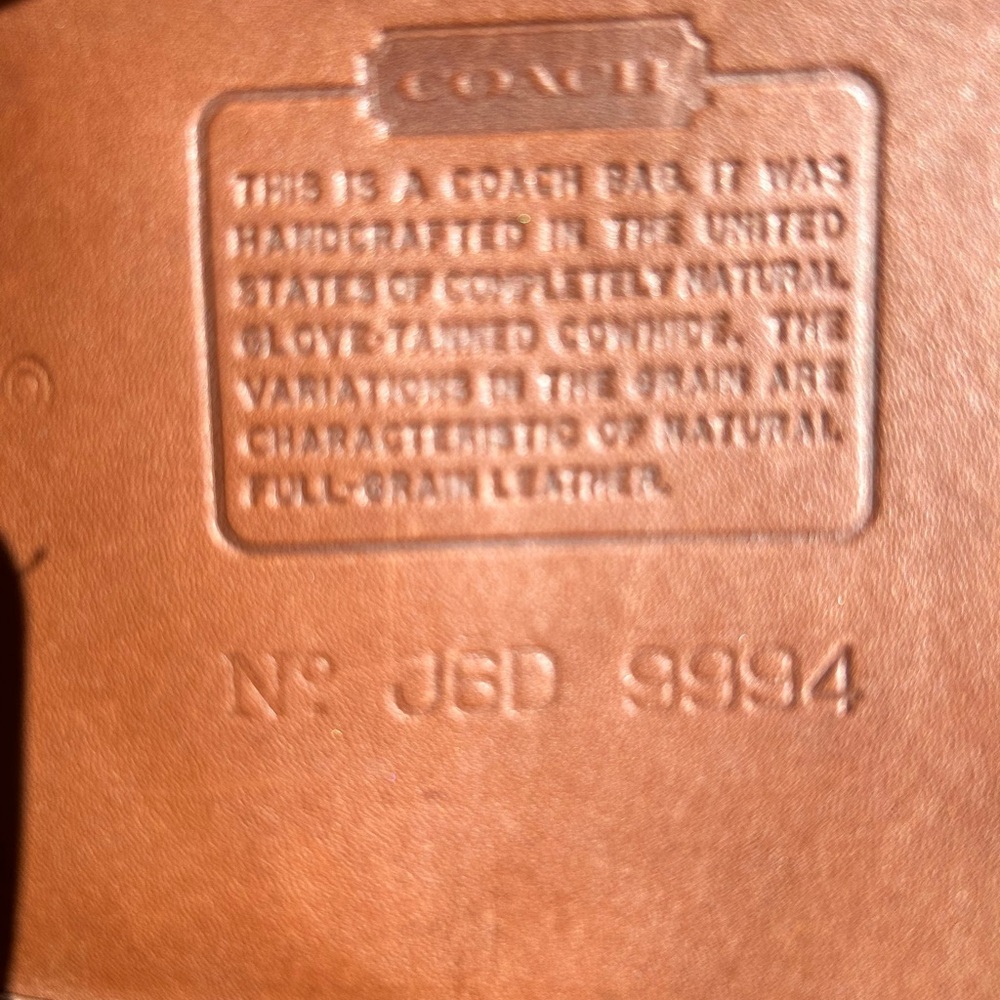 COACH
THIS IS A COACH BAG. IT WAS
HANDCRAFTED IN THE UNITED
STATES OF COMPLETELY NATURAL
GLOVE-TANNED COWHIDE. THE
VARIATIONS IN THE GRAIN ARE
CHARACTERISTIC OF NATURAL
FULL-GRAIN LEATHER.
Nº J6D 9994
©